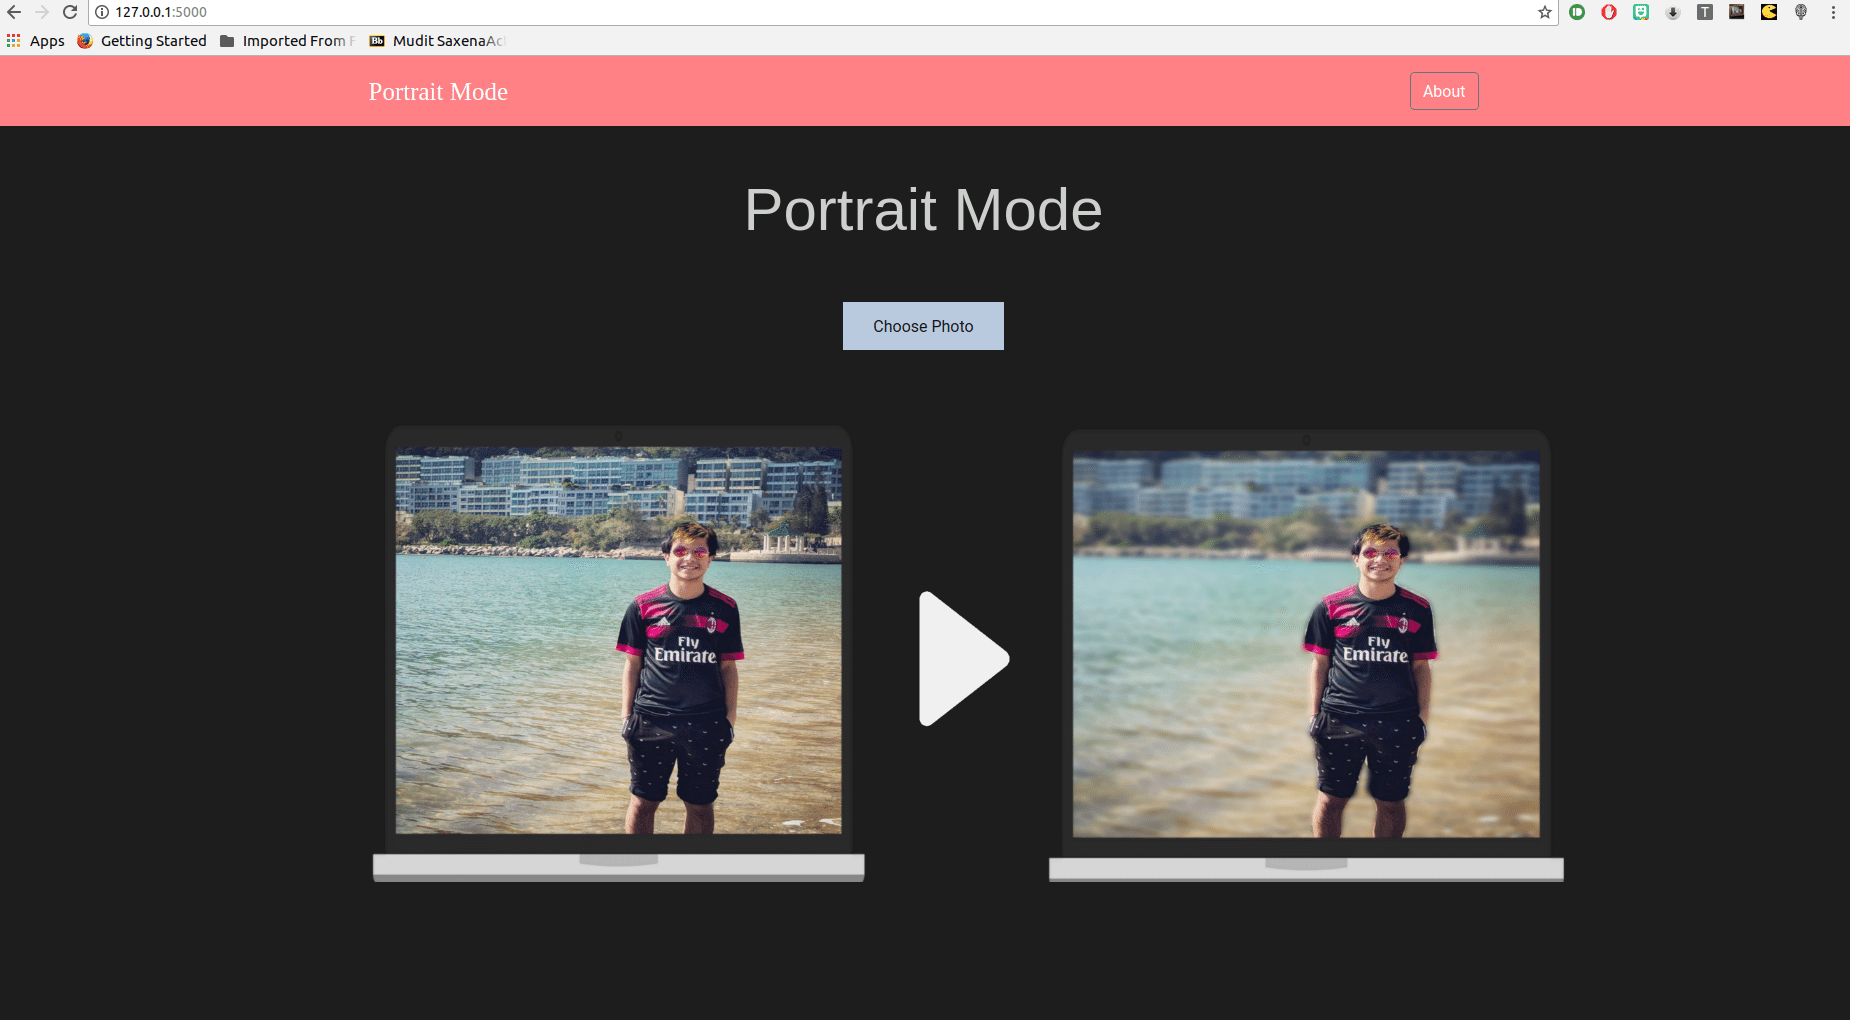 127.0.0.1:5000
Apps
Getting Started
Imported From F
Bb
Mudit SaxenaAc
Portrait Mode
About
Portrait Mode
Choose Photo
Fly
Emirate
Fly
Emirate
T